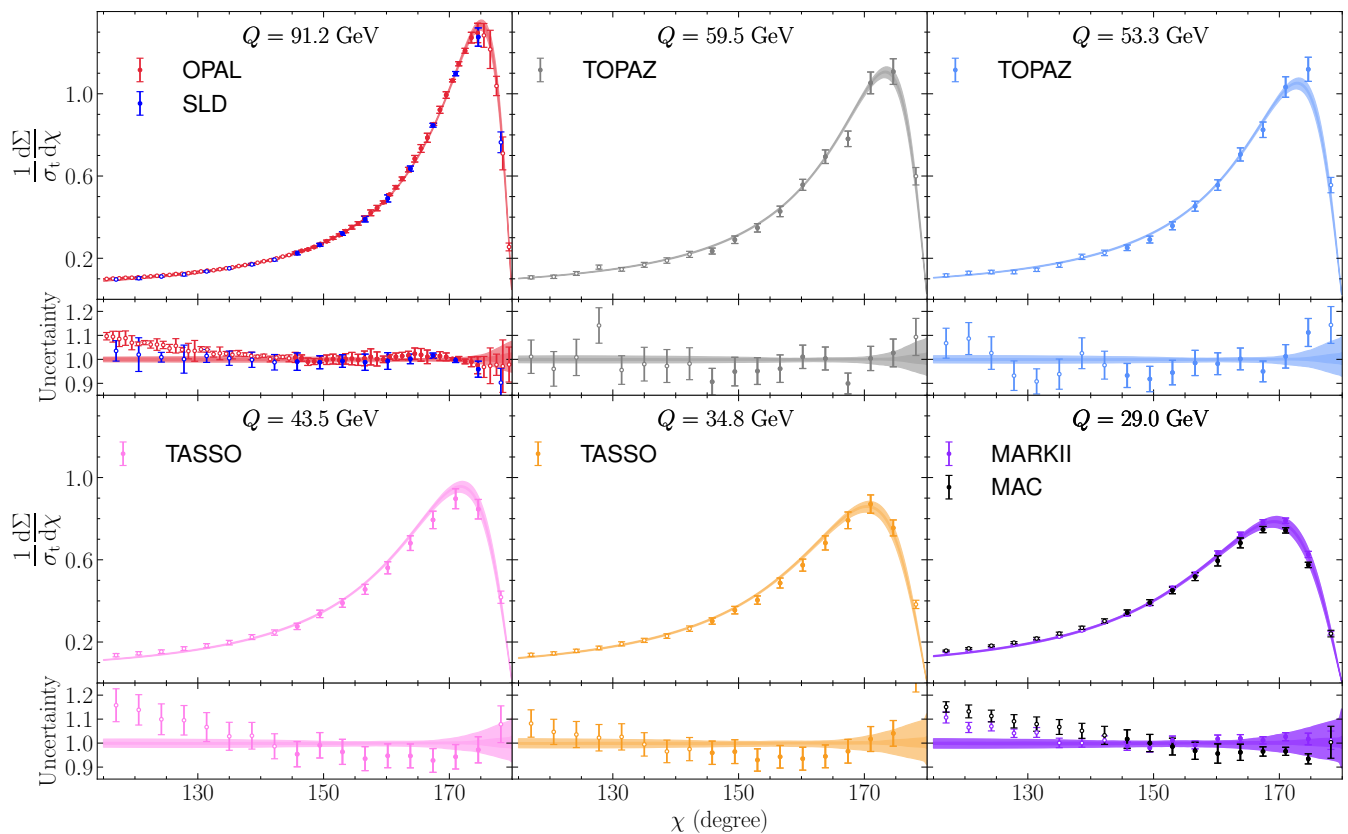 Q = 91.2 GeV
OPAL
SLD
Q = 59.5 GeV
TOPAZ
Q = 53.3 GeV
TOPAZ
1.0
0.6
0.2
1/σt dΣ/dχ
1.2
1.1
1.0
0.9
Uncertainty
Q = 43.5 GeV
TASSO
Q = 34.8 GeV
TASSO
Q = 29.0 GeV
MARKII
MAC
1.0
0.6
0.2
1/σt dΣ/dχ
1.2
1.1
1.0
0.9
Uncertainty
130 150 170 130 150 170 130 150 170
χ (degree)